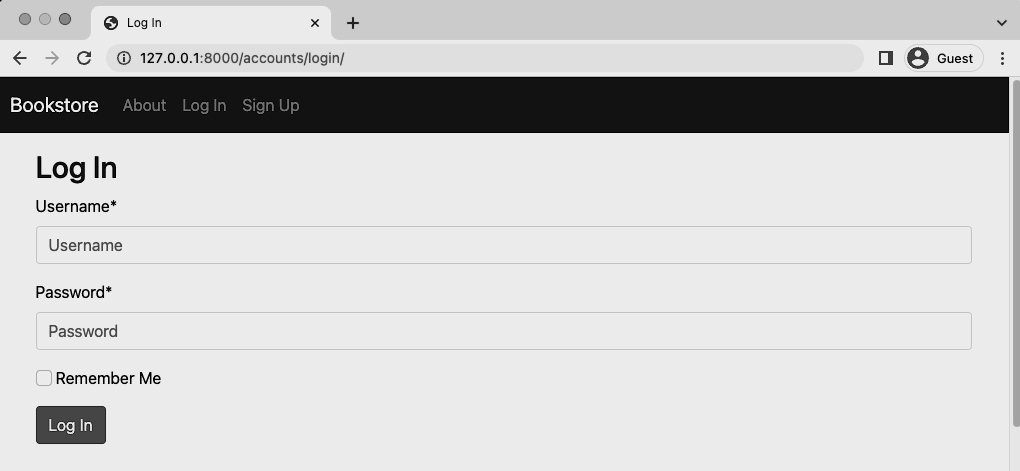 Log In
127.0.0.1:8000/accounts/login/ Guest
Bookstore About Log In Sign Up
Log In
Username*
Username
Password*
Password
Remember Me
Log In